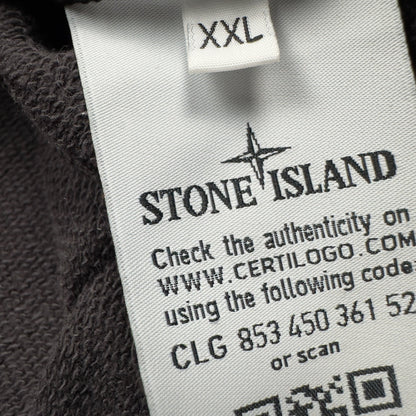 XXL
STONE ISLAND
Check the authenticity on
WWW.CERTILOGO.COM
using the following code:
CLG 853 450 361 52
or scan